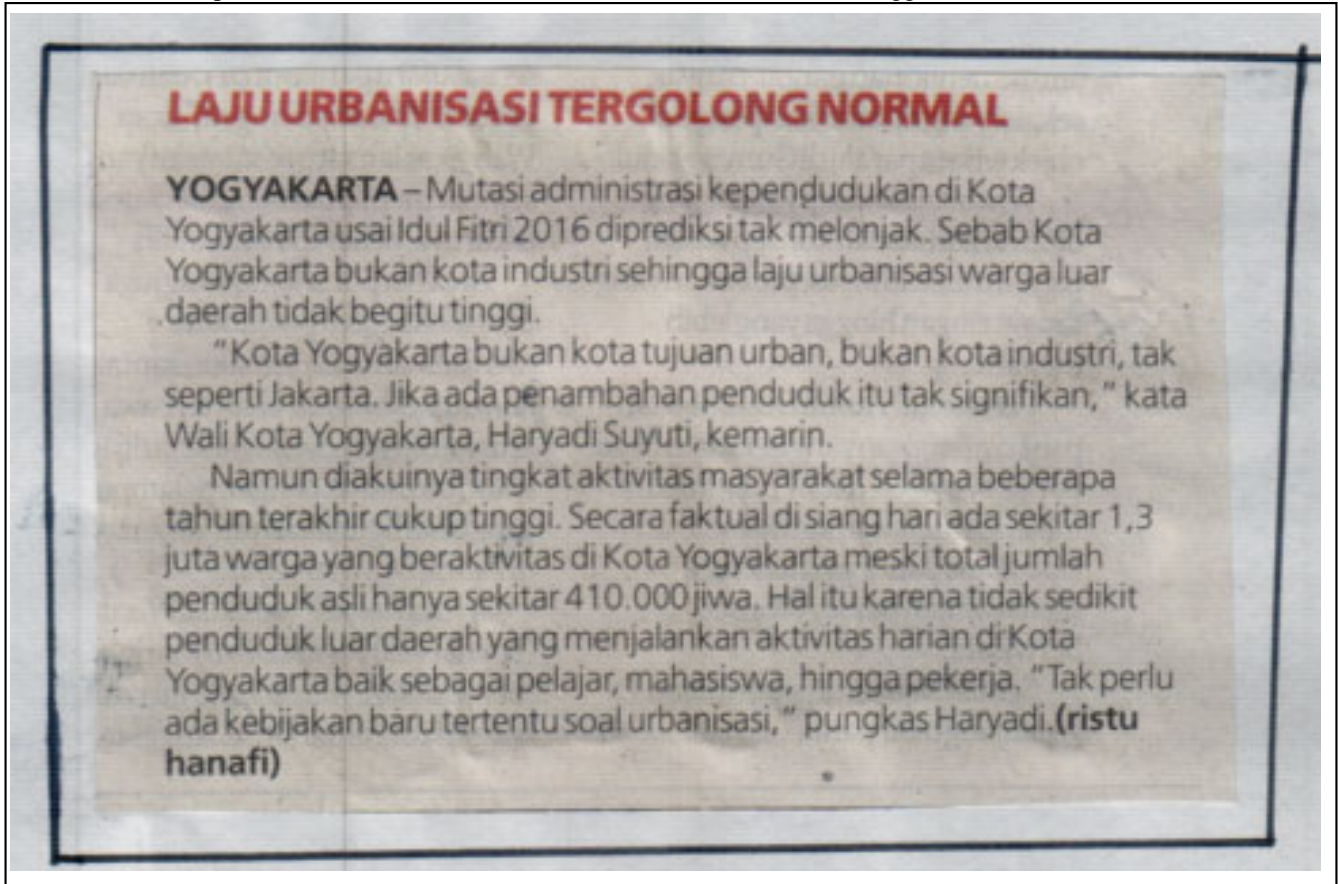 LAJU URBANISASI TERGOLONG NORMAL
YOGYAKARTA – Mutasi administrasi kependudukan di Kota
Yogyakarta usai Idul Fitri 2016 diprediksi tak melonjak. Sebab Kota
Yogyakarta bukan kota industri sehingga laju urbanisasi warga luar
daerah tidak begitu tinggi.
"Kota Yogyakarta bukan kota tujuan urban, bukan kota industri, tak
seperti Jakarta. Jika ada penambahan penduduk itu tak signifikan, " kata
Wali Kota Yogyakarta, Haryadi Suyuti, kemarin.
Namun diakuinya tingkat aktivitas masyarakat selama beberapa
tahun terakhir cukup tinggi. Secara faktual di siang hari ada sekitar 1,3
juta warga yang beraktivitas di Kota Yogyakarta meski total jumlah
penduduk asli hanya sekitar 410.000 jiwa. Hal itu karena tidak sedikit
penduduk luar daerah yang menjalankan aktivitas harian di Kota
Yogyakarta baik sebagai pelajar, mahasiswa, hingga pekerja. "Tak perlu
ada kebijakan baru tertentu soal urbanisasi," pungkas Haryadi.(ristu
hanafi)